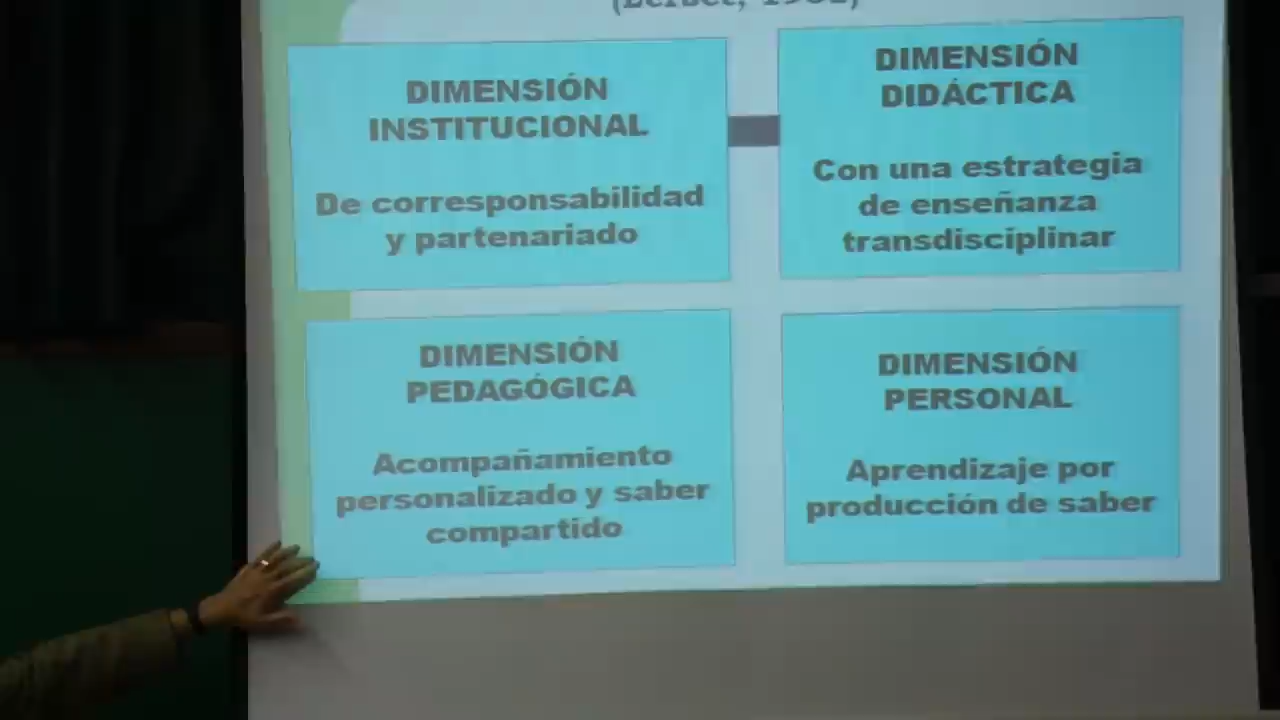 DIMENSIÓN
INSTITUCIONAL
De corresponsabilidad
y partenariado
DIMENSIÓN
DIDÁCTICA
Con una estrategia
de enseñanza
transdisciplinar
DIMENSIÓN
PEDAGÓGICA
Acompañamiento
personalizado y saber
compartido
DIMENSIÓN
PERSONAL
Aprendizaje por
producción de saber